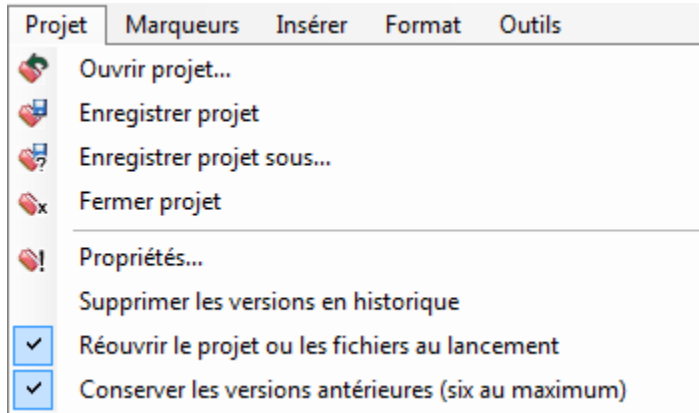 Projet Marqueurs Insérer Format Outils
Ouvrir projet...
Enregistrer projet
Enregistrer projet sous...
Fermer projet
Propriétés...
Supprimer les versions en historique
Réouvrir le projet ou les fichiers au lancement
Conserver les versions antérieures (six au maximum)